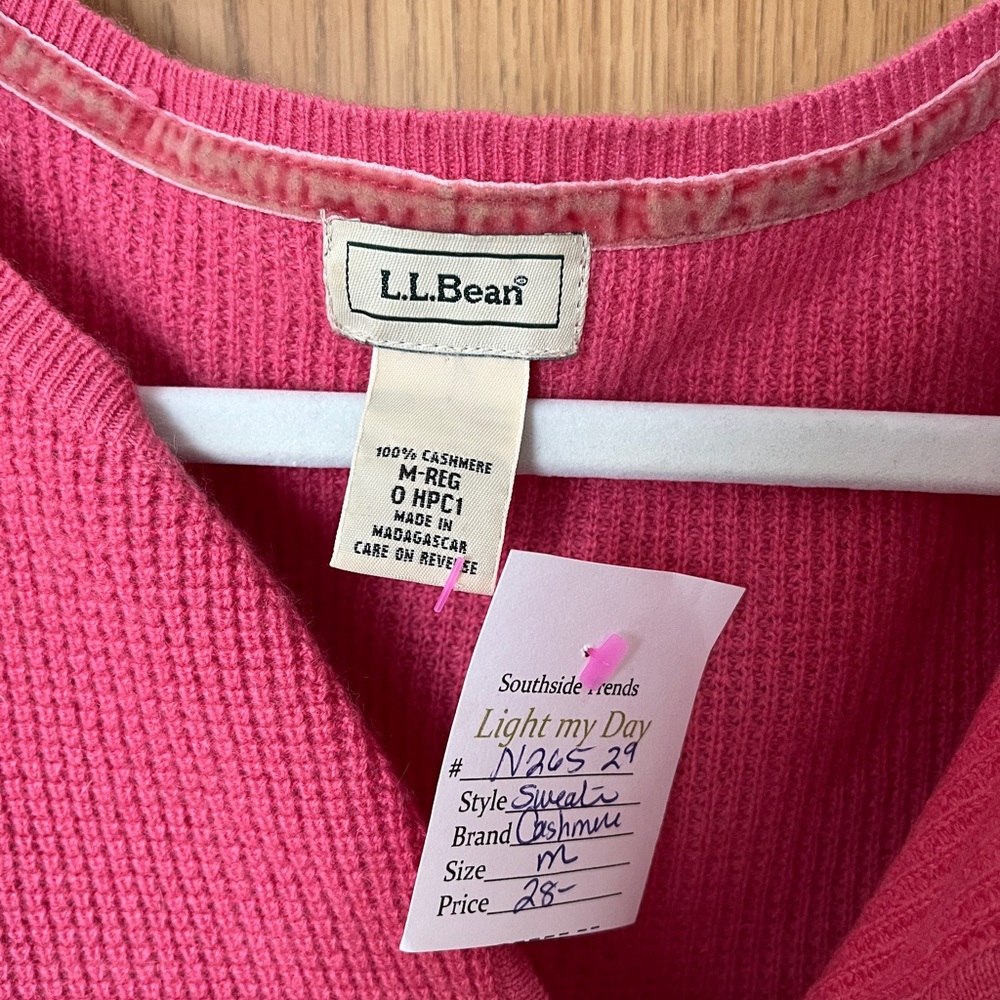 L.L.Bean®
100% CASHMERE
M-REG
0 HPC1
MADE IN
MADAGASCAR
CARE ON REVERSE
Southside Trends
Light my Day
# N265 29
Style Sweater
Brand Cashmere
Size m
Price 28-